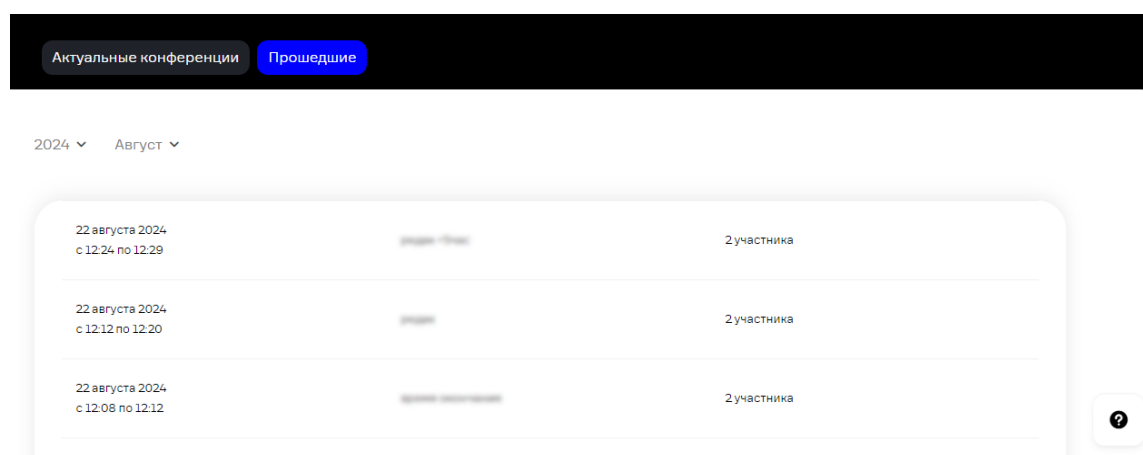 Актуальные конференции Прошедшие
2024 Август
22 августа 2024
с 12:24 по 12:29
2 участника
22 августа 2024
с 12:12 по 12:20
2 участника
22 августа 2024
с 12:08 по 12:12
2 участника